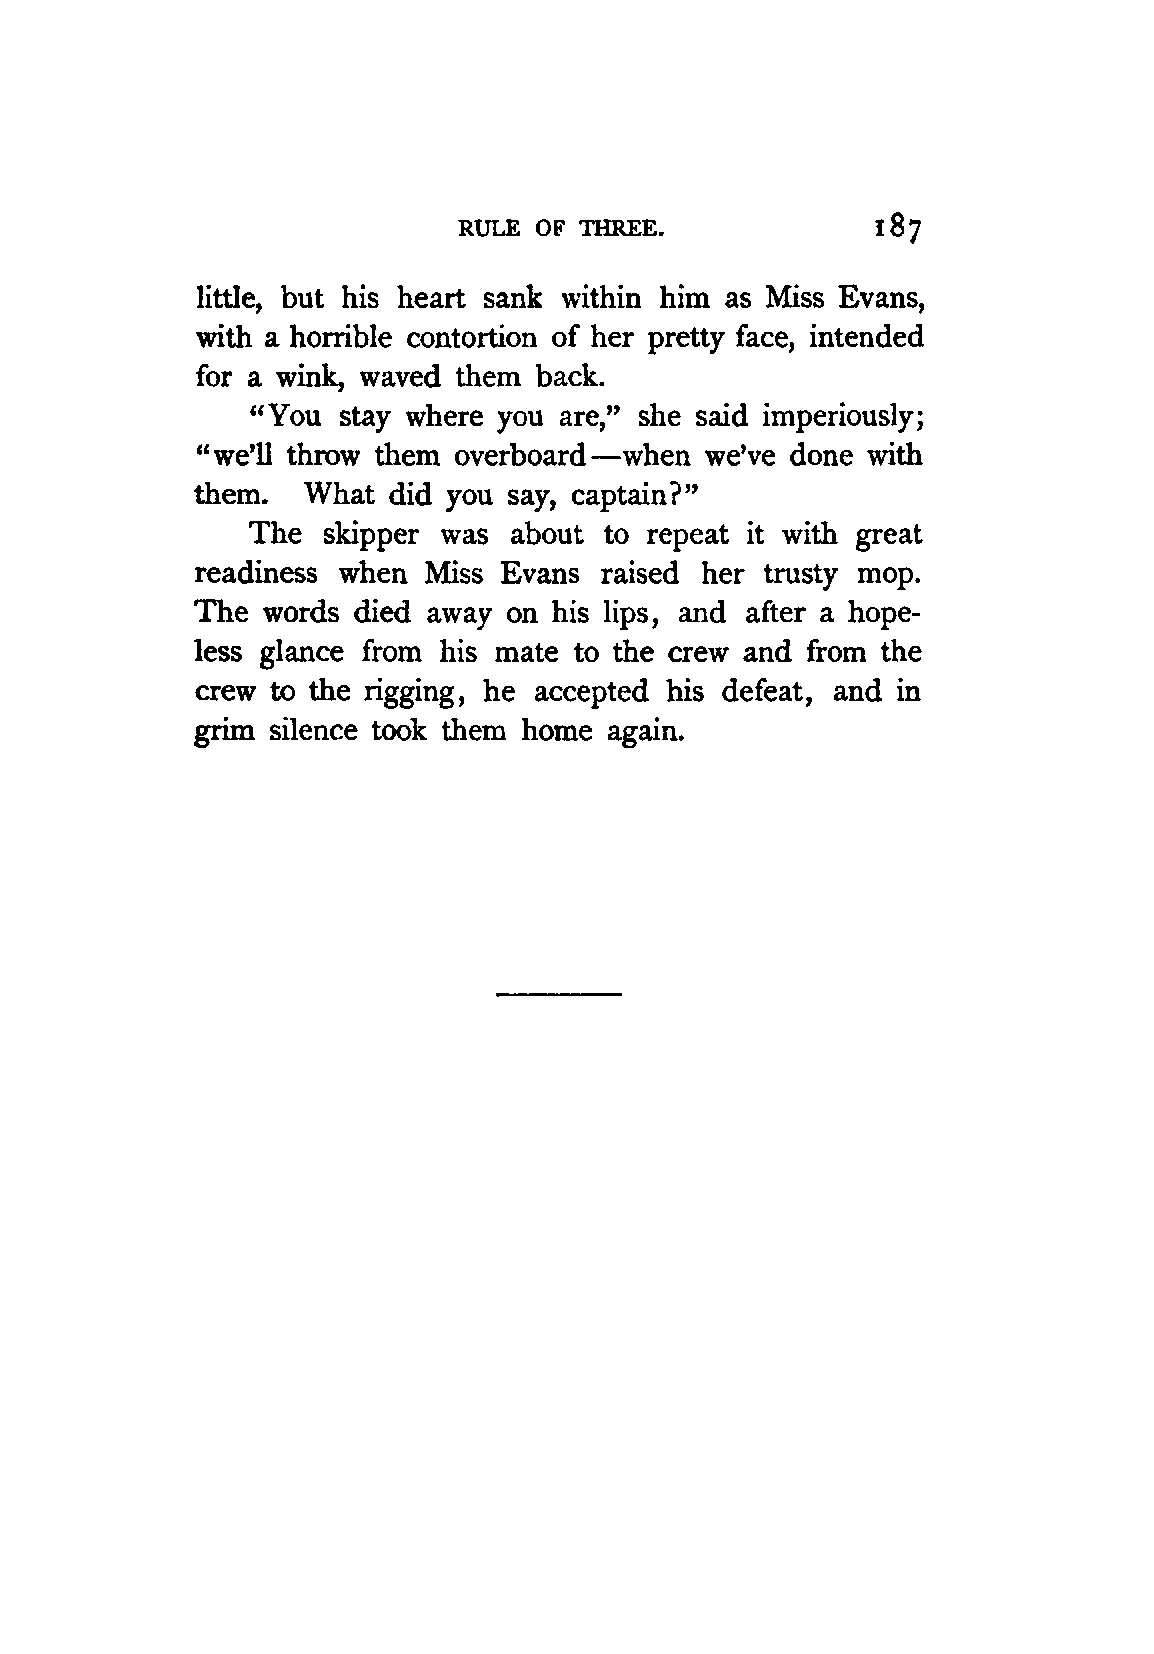 RULE OF THREE. 187
little, but his heart sank within him as Miss Evans,
with a horrible contortion of her pretty face, intended
for a wink, waved them back.
"You stay where you are," she said imperiously;
"we'll throw them overboard—when we've done with
them. What did you say, captain?"
The skipper was about to repeat it with great
readiness when Miss Evans raised her trusty mop.
The words died away on his lips, and after a hope-
less glance from his mate to the crew and from the
crew to the rigging, he accepted his defeat, and in
grim silence took them home again.